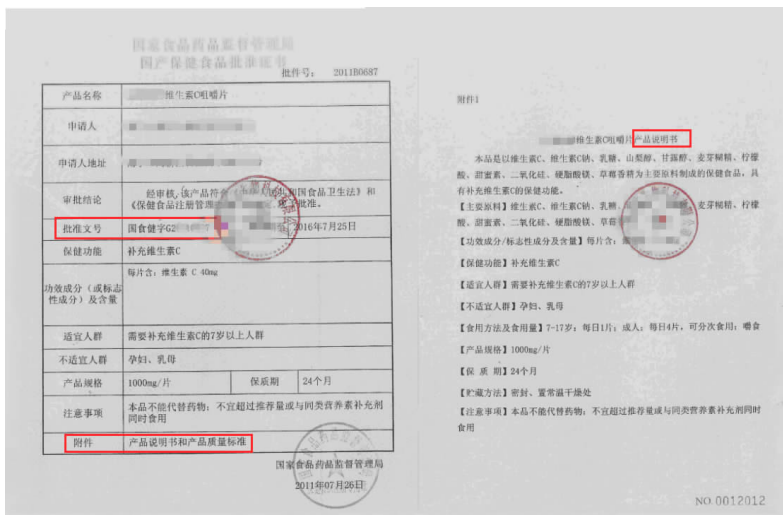 国家食品药品监督管理局
国产保健食品批准证书
批件号： 2011B0687
产品名称 维生素C咀嚼片
申请人
申请人地址
审批结论 经审核，该产品符合 和国食品卫生法》和
《保健食品注册管理 批准。
批准文号 国食健字G2 2016年7月25日
保健功能 补充维生素C
功效成分（或标志
性成分）及含量 每片含：维生素 C 40mg
适宜人群 需要补充维生素C的7岁以上人群
不适宜人群 孕妇、乳母
产品规格 1000mg/片 保质期 24个月
注意事项 本品不能代替药物；不宜超过推荐量或与同类营养素补充剂
同时食用
附件 产品说明书和产品质量标准
国家食品药品监督管理局
2011年07月26日
附件1
维生素C咀嚼片产品说明书
本品是以维生素C、维生素C钠、乳糖、山梨醇、甘露醇、麦芽糊精、柠檬
酸、甜蜜素、二氧化硅、硬脂酸镁、草莓香精为主要原料制成的保健食品，具
有补充维生素C的保健功能。
【主要原料】维生素C、维生素C钠、乳糖、 麦芽糊精、柠檬
酸、甜蜜素、二氧化硅、硬脂酸镁、草莓
【功效成分/标志性成分及含量】每片含：
【保健功能】补充维生素C
【适宜人群】需要补充维生素C的7岁以上人群
【不适宜人群】孕妇、乳母
【食用方法及食用量】7-17岁：每日1片；成人：每日4片，可分次食用；嚼食
【产品规格】1000mg/片
【保 质 期】24个月
【贮藏方法】密封、置常温干燥处
【注意事项】本品不能代替药物；不宜超过推荐量或与同类营养素补充剂同时
食用
NO.0012012